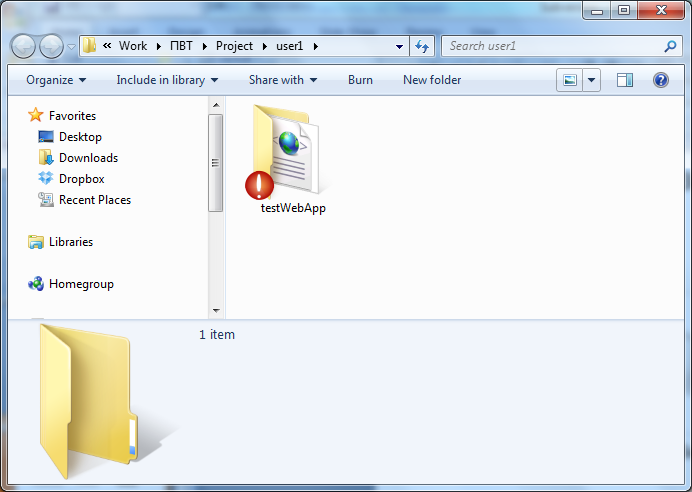 « Work ▸ ПВТ ▸ Project ▸ user1 ▸
Search user1
Organize Include in library Share with Burn New folder
Favorites
Desktop
Downloads
Dropbox
Recent Places
Libraries
Homegroup
testWebApp
1 item